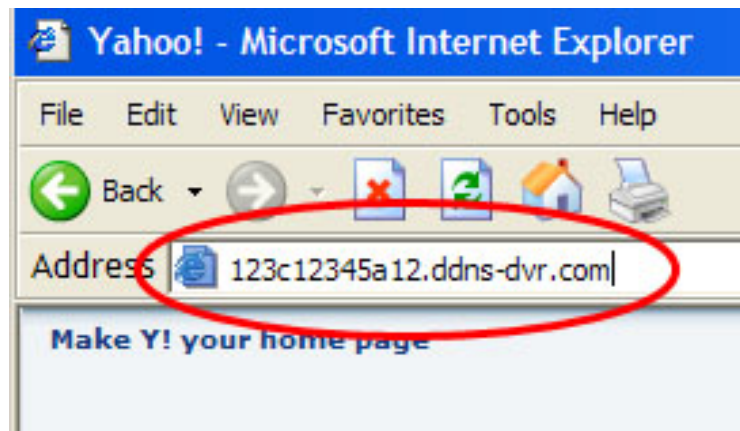 Yahoo! - Microsoft Internet Explorer
File Edit View Favorites Tools Help
Back
Address 123c12345a12.ddns-dvr.com
Make Y! your home page